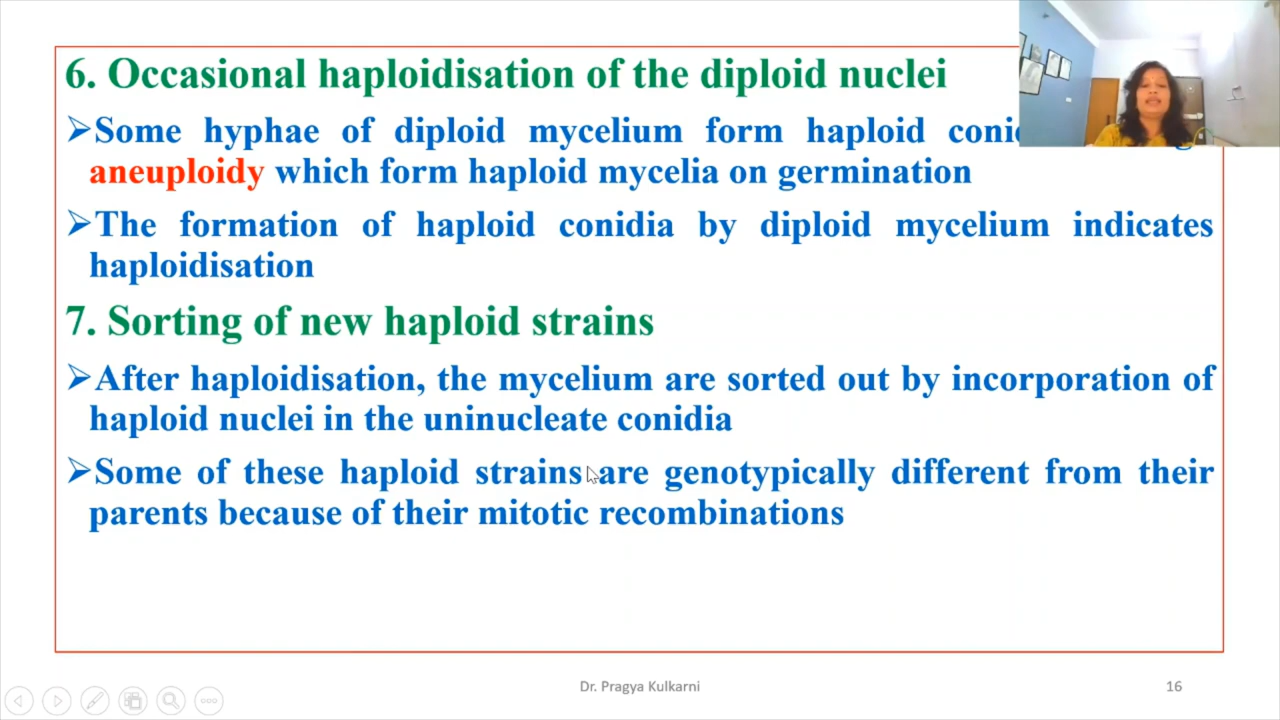 6. Occasional haploidisation of the diploid nuclei
➢Some hyphae of diploid mycelium form haploid
aneuploidy which form haploid mycelia on germination
➢The formation of haploid conidia by diploid mycelium indicates
haploidisation
7. Sorting of new haploid strains
➢After haploidisation, the mycelium are sorted out by incorporation of
haploid nuclei in the uninucleate conidia
➢Some of these haploid strains are genotypically different from their
parents because of their mitotic recombinations
Dr. Pragya Kulkarni
16